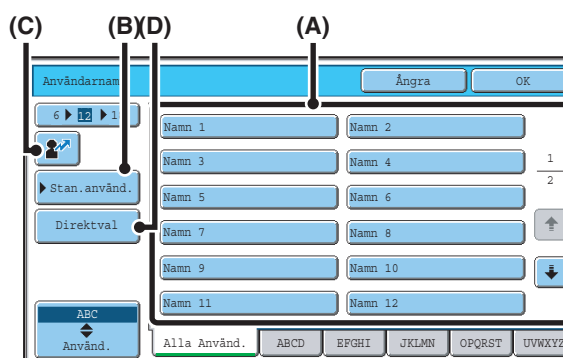 (C) (B)(D) (A)
Användarnam
Ångra
OK
6 12 1
Namn 1
Namn 2
(C)
Namn 3
Namn 4
1
2
Stan.använd.
Namn 5
Namn 6
Direktval
Namn 7
Namn 8
Namn 9
Namn 10
Namn 11
Namn 12
ABC
Använd.
Alla Använd.
ABCD
EFGHI
JKLMN
OPQRST
UVWXYZ